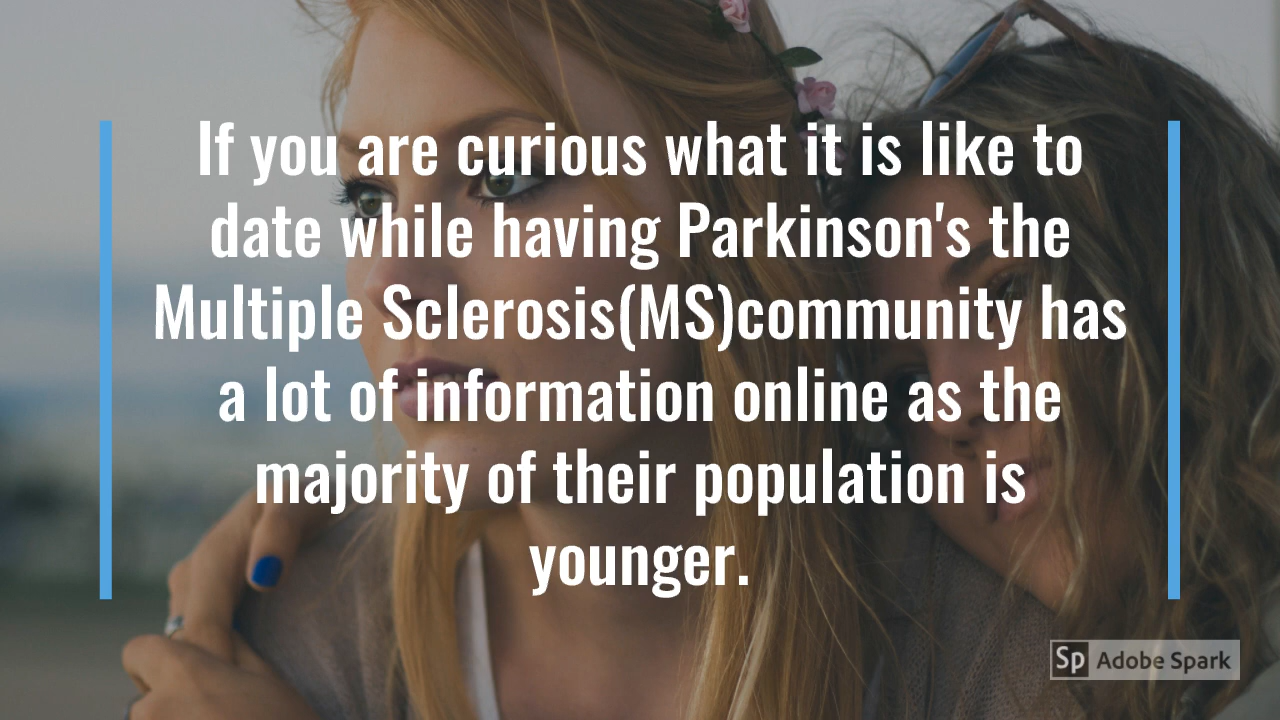 If you are curious what it is like to
date while having Parkinson's the
Multiple Sclerosis(MS)community has
a lot of information online as the
majority of their population is
younger.
Sp Adobe Spark